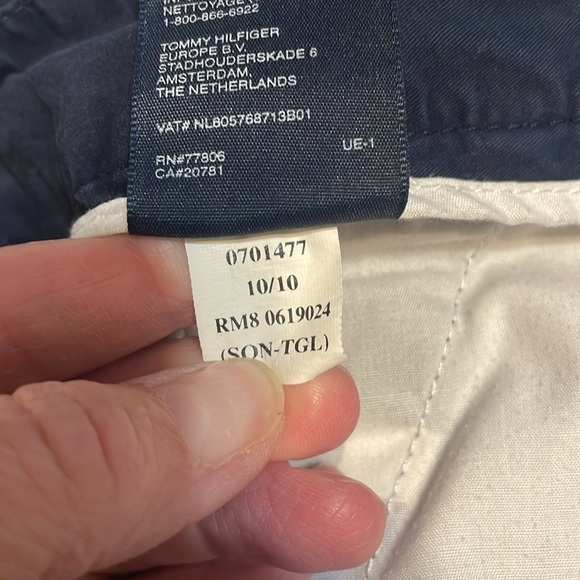 NETTOYAGE
1-800-866-6922
TOMMY HILFIGER
EUROPE B.V.
STADHOUDERSKADE 6
AMSTERDAM,
THE NETHERLANDS
VAT# NL805768713B01
UE-1
RN#77806
CA#20781
0701477
10/10
RM8 0619024
(SON-TGL)